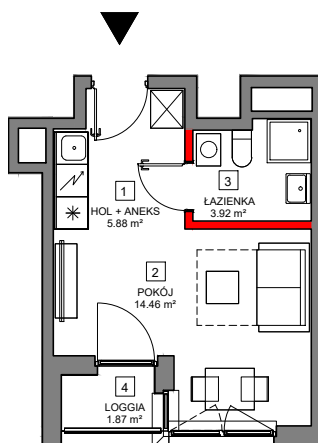 1
HOL + ANEKS
5.88 m²
3
ŁAZIENKA
3.92 m²
2
POKÓJ
14.46 m²
4
LOGGIA
1.87 m²